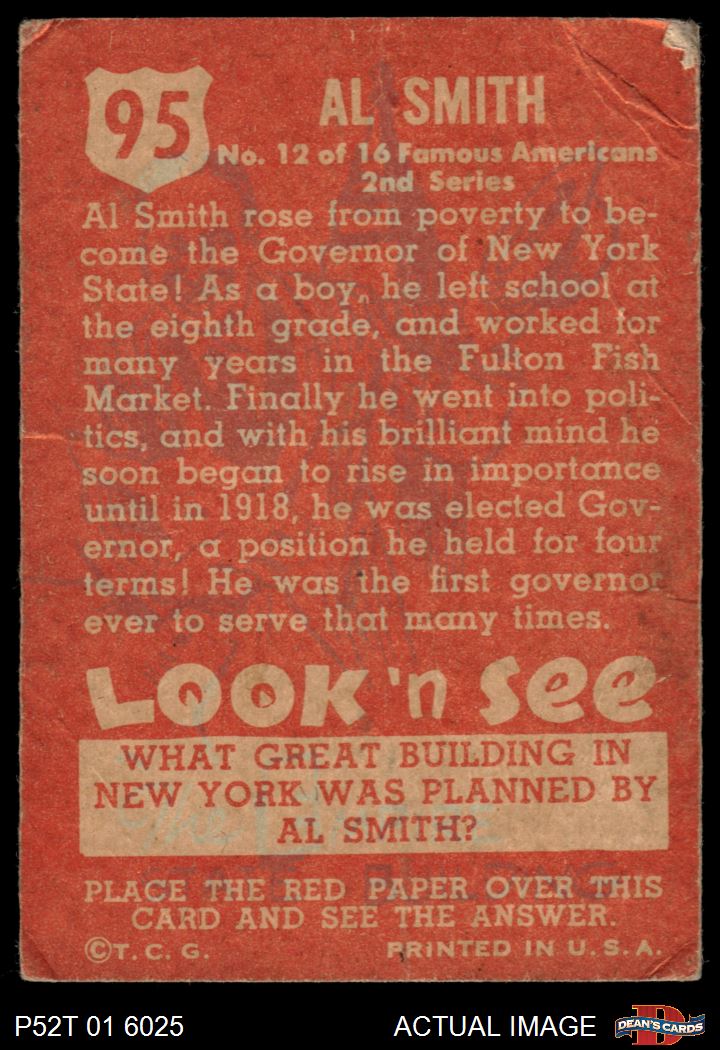 95
AL SMITH
No. 12 of 16 Famous Americans
2nd Series
Al Smith rose from poverty to be-
come the Governor of New York
State! As a boy, he left school at
the eighth grade, and worked for
many years in the Fulton Fish
Market. Finally he went into poli-
tics, and with his brilliant mind he
soon began to rise in importance
until in 1918, he was elected Gov-
ernor, a position he held for four
terms! He was the first governor
ever to serve that many times.
LOOK 'n SEE
WHAT GREAT BUILDING IN
NEW YORK WAS PLANNED BY
AL SMITH?
The
STATE
PLACE THE RED PAPER OVER THIS
CARD AND SEE THE ANSWER.
©T. C. G. PRINTED IN U. S. A.
P52T 01 6025 ACTUAL IMAGE DEAN'S CARDS